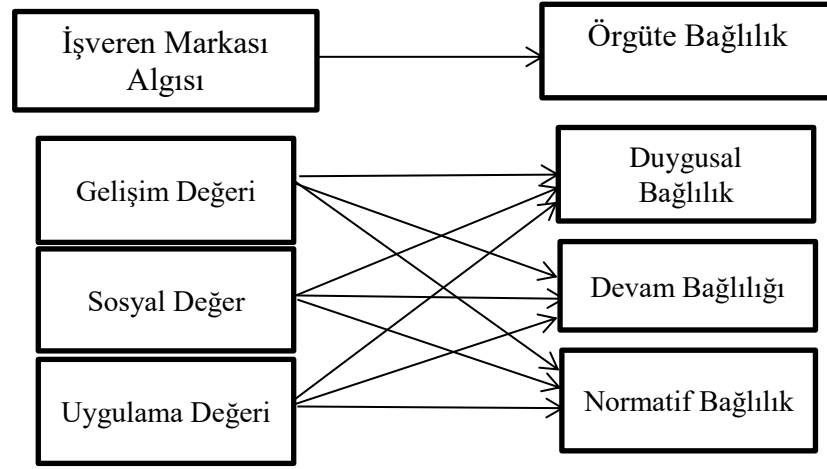 İşveren Markası
Algısı
Örgüte Bağlılık
Gelişim Değeri
Duygusal
Bağlılık
Sosyal Değer
Devam Bağlılığı
Uygulama Değeri
Normatif Bağlılık